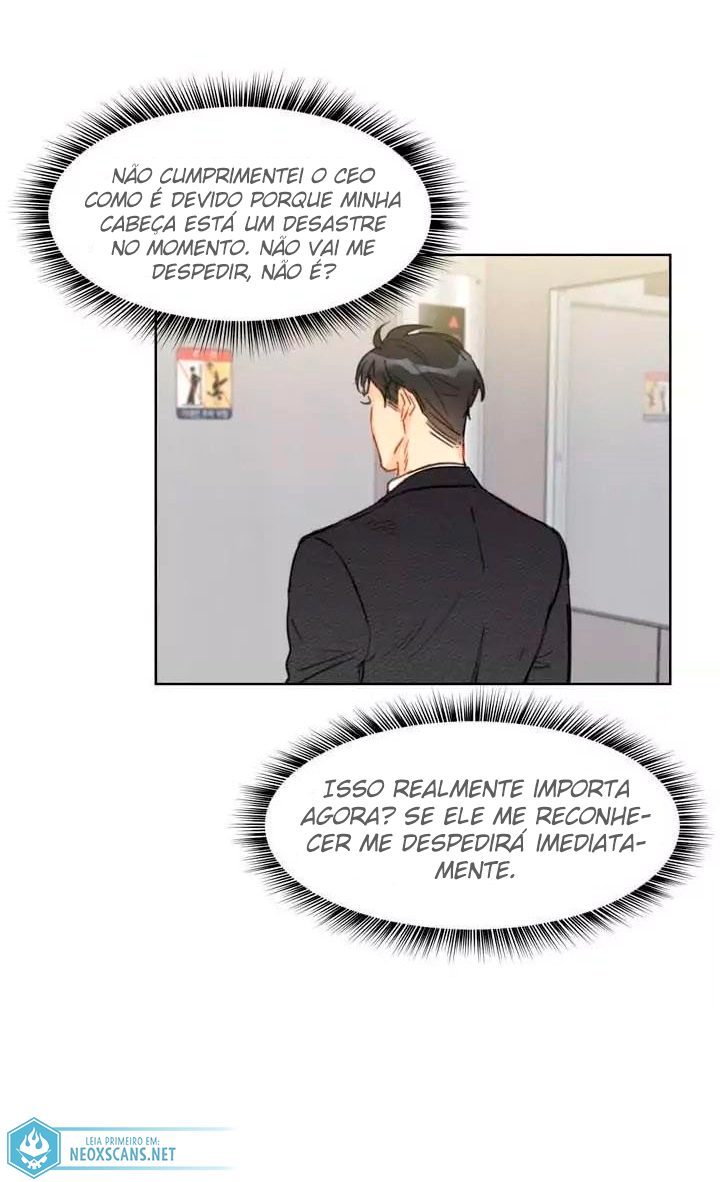 NÃO CUMPRIMENTEI O CEO
COMO É DEVIDO PORQUE MINHA
CABEÇA ESTÁ UM DESASTRE
NO MOMENTO. NÃO VAI ME
DESPEDIR, NÃO É?
ISSO REALMENTE IMPORTA
AGORA? SE ELE ME RECONHE-
CER ME DESPEDIRÁ IMEDIATA-
MENTE.
LEIA PRIMEIRO EM:
NEOXSCANS.NET